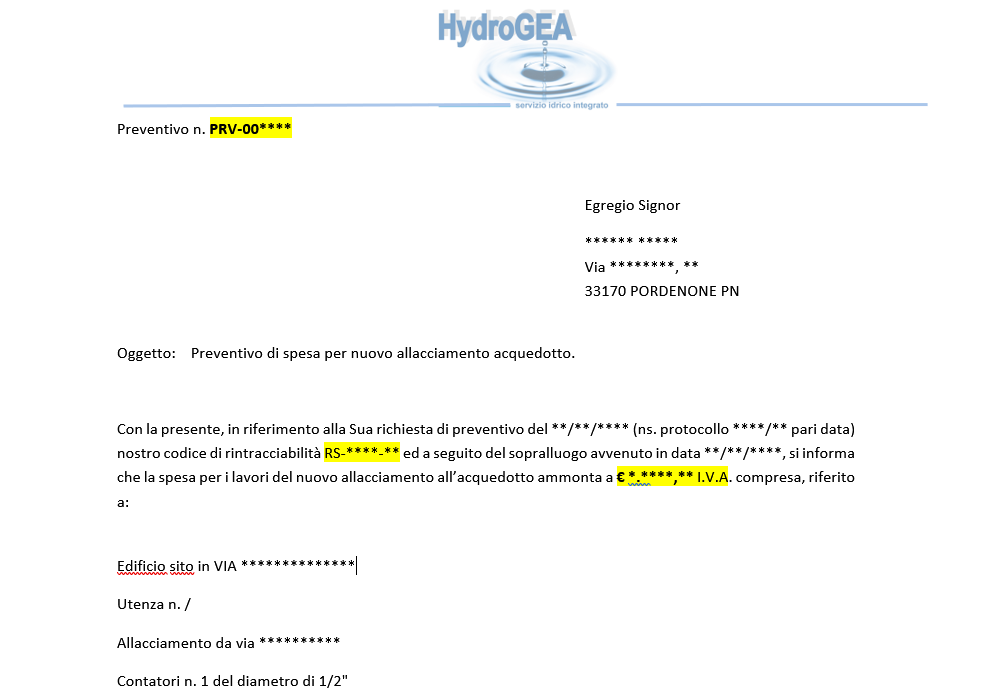 HydroGEA
servizio idrico integrato
Preventivo n. PRV-00****
Egregio Signor
****** *****
Via ********, **
33170 PORDENONE PN
Oggetto: Preventivo di spesa per nuovo allacciamento acquedotto.
Con la presente, in riferimento alla Sua richiesta di preventivo del **/**/**** (ns. protocollo ****/** pari data)
nostro codice di rintracciabilità RS-****-** ed a seguito del sopralluogo avvenuto in data **/**/****, si informa
che la spesa per i lavori del nuovo allacciamento all’acquedotto ammonta a € *.****,** I.V.A. compresa, riferito
a:
Edificio sito in VIA **************
Utenza n. /
Allacciamento da via **********
Contatori n. 1 del diametro di 1/2"